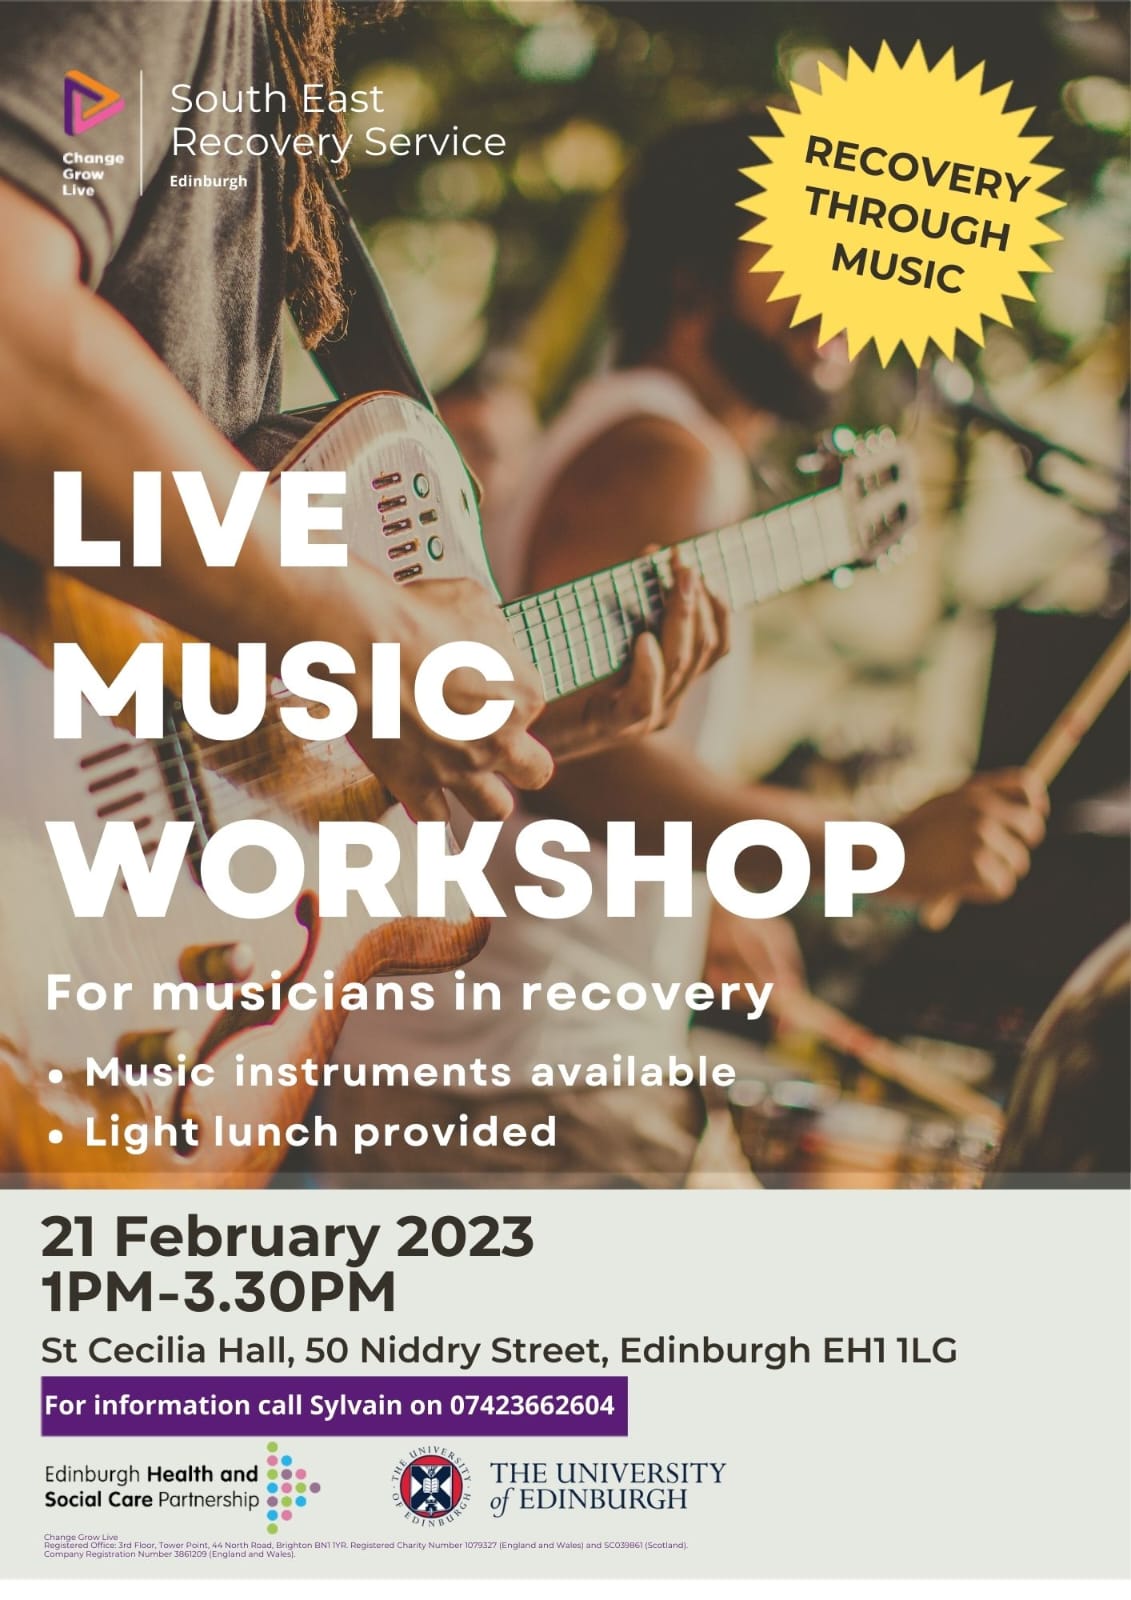 Change
Grow
Live
South East
Recovery Service
Edinburgh
RECOVERY
THROUGH
MUSIC
LIVE
MUSIC
WORKSHOP
For musicians in recovery
• Music instruments available
• Light lunch provided
21 February 2023
1PM-3.30PM
St Cecilia Hall, 50 Niddry Street, Edinburgh EH1 1LG
For information call Sylvain on 07423662604
Edinburgh Health and
Social Care Partnership
THE UNIVERSITY OF EDINBURGH
THE UNIVERSITY
of EDINBURGH
Change Grow Live
Registered Office: 3rd Floor, Tower Point, 44 North Road, Brighton BN1 1YR. Registered Charity Number 1079327 (England and Wales) and SC039861 (Scotland).
Company Registration Number 3861209 (England and Wales).